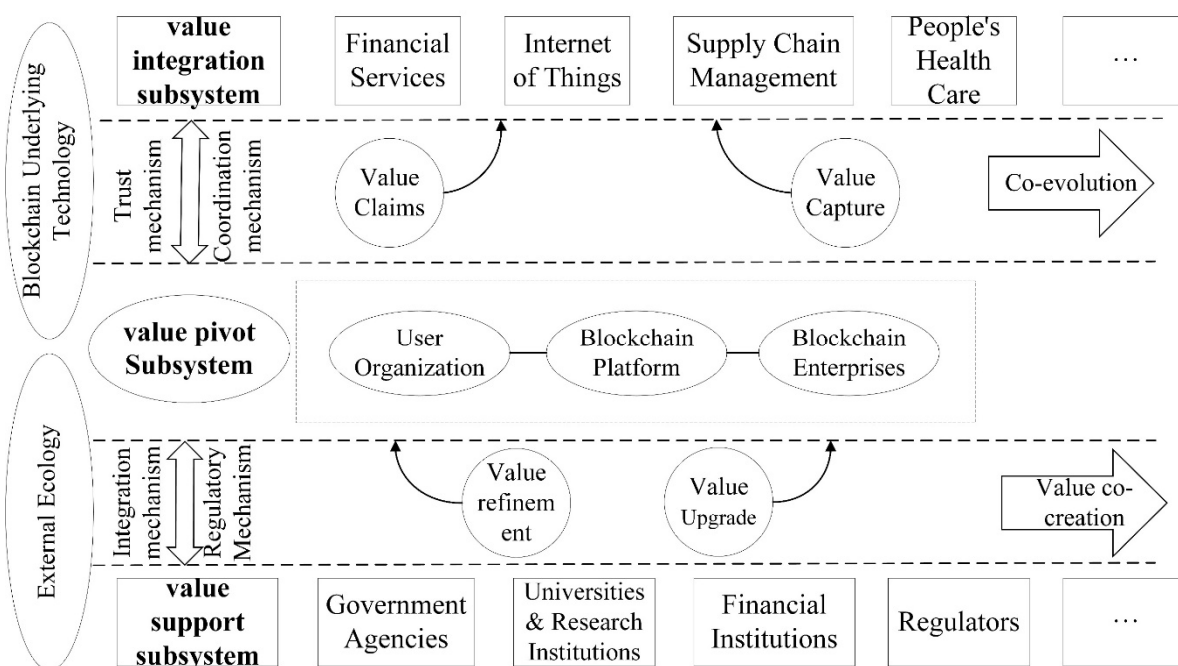 value
integration
subsystem
Financial
Services
Internet
of Things
Supply Chain
Management
People's
Health
Care
...
Blockchain Underlying
Technology
Trust
mechanism
Coordination
mechanism
Value
Claims
Value
Capture
Co-evolution
value pivot
Subsystem
User
Organization
Blockchain
Platform
Blockchain
Enterprises
External Ecology
Integration
mechanism
Regulatory
Mechanism
Value
refinem
ent
Value
Upgrade
Value co-
creation
value
support
subsystem
Government
Agencies
Universities
& Research
Institutions
Financial
Institutions
Regulators
...